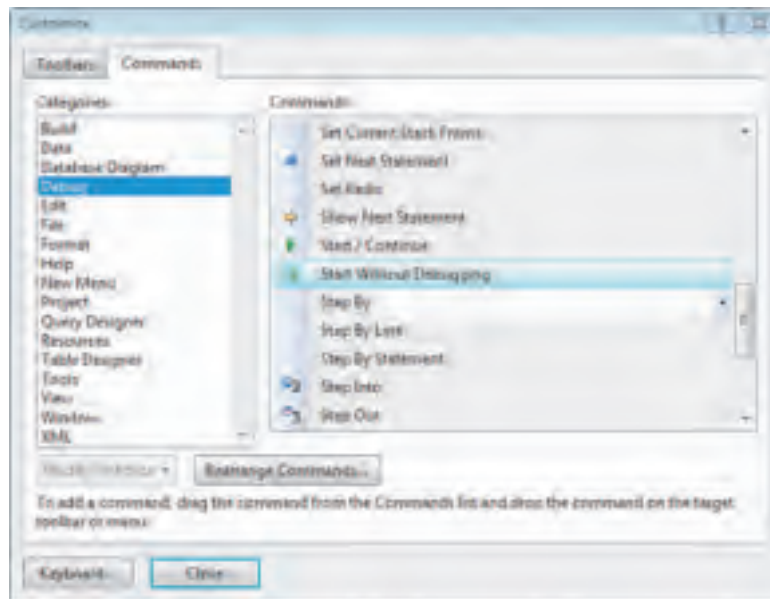 Customize
Toolbars
Commands
Categories:
Build
Data
Database Diagram
Debug
Edit
File
Format
Help
New Menu
Project
Query Designer
Resources
Table Designer
Tools
View
Window
XML
Commands:
Set Current Stack Frame
Set Next Statement
Set Radix
Show Next Statement
Start / Continue
Start Without Debugging
Step By
Step By Line
Step By Statement
Step Into
Step Out
Modify Selection
Rearrange Commands...
To add a command, drag the command from the Commands list and drop the command on the target
toolbar or menu.
Keyboard...
Close